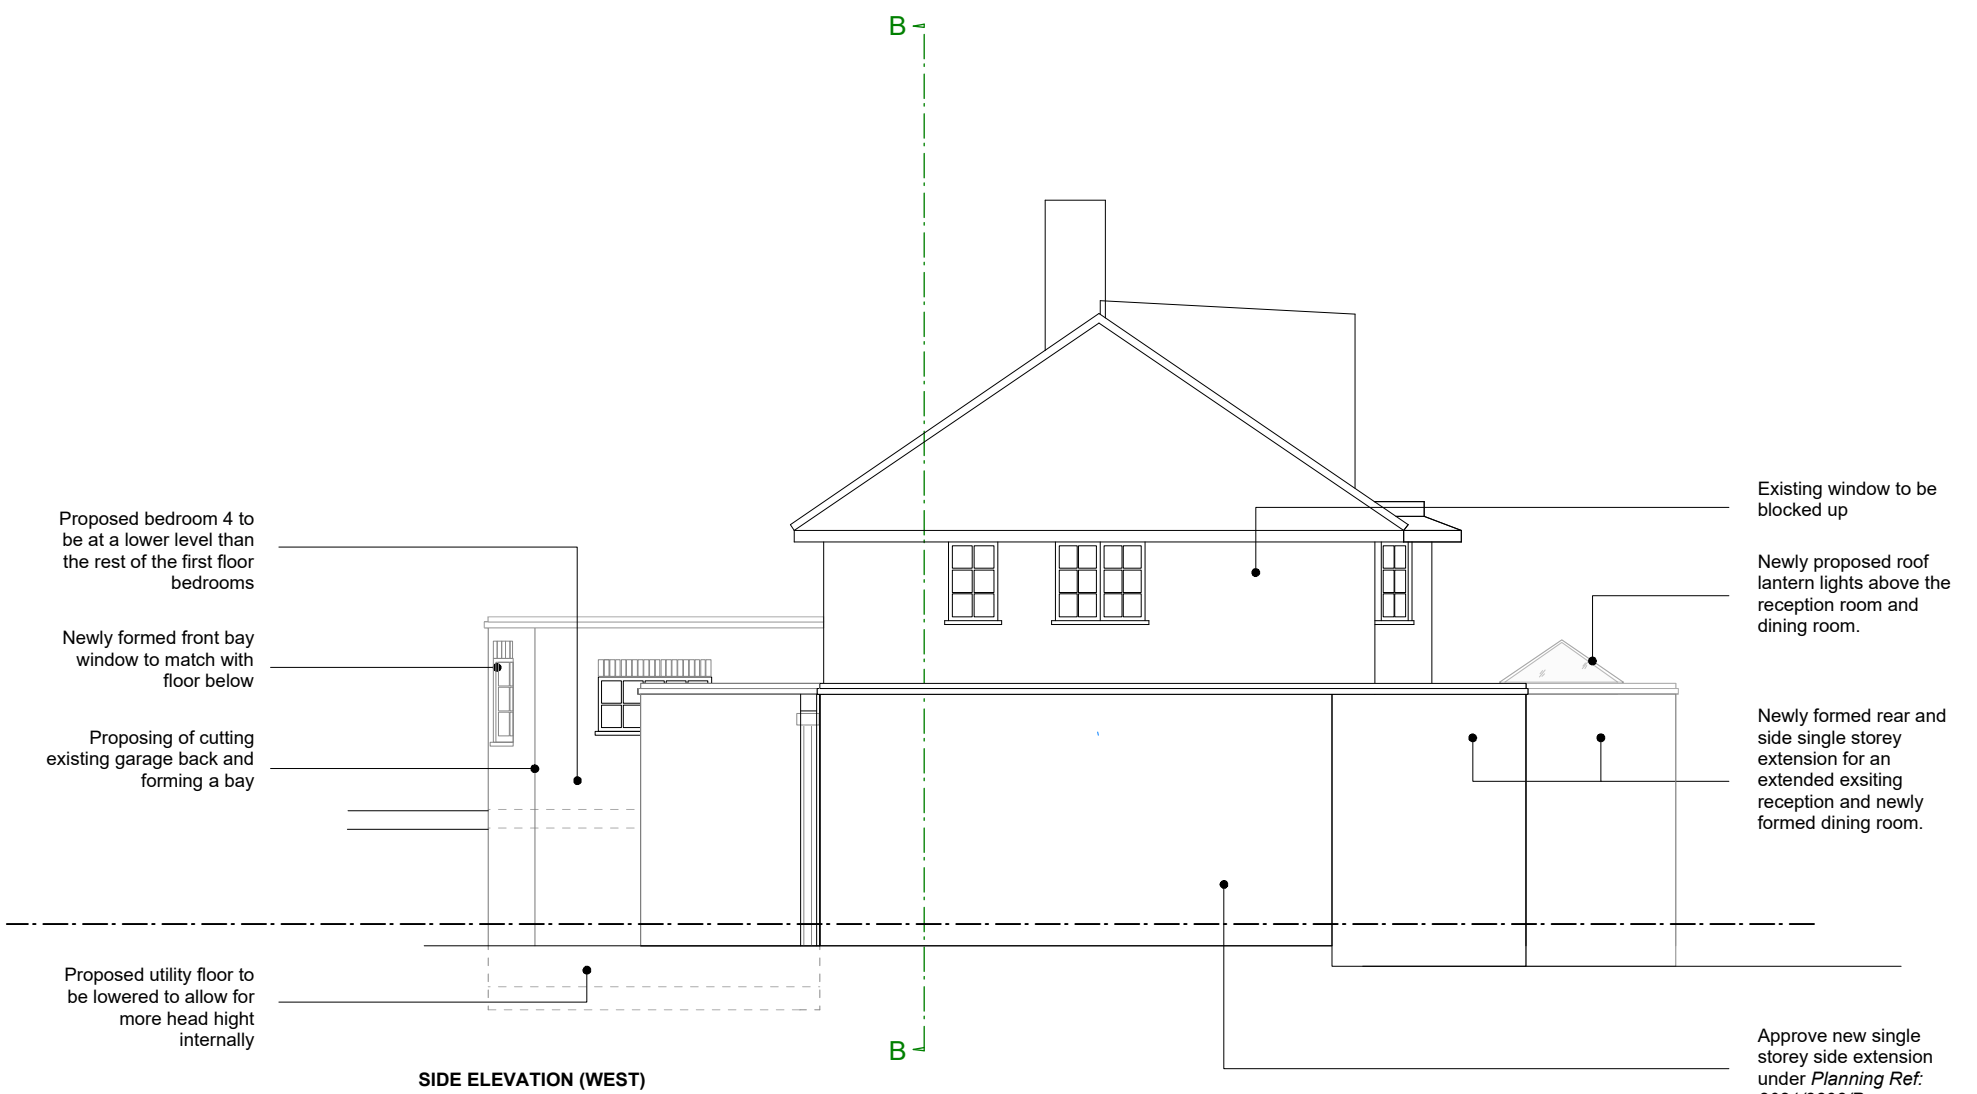 B
Proposed bedroom 4 to
be at a lower level than
the rest of the first floor
bedrooms
Newly formed front bay
window to match with
floor below
Proposing of cutting
existing garage back and
forming a bay
Proposed utility floor to
be lowered to allow for
more head hight
internally
Existing window to be
blocked up
Newly proposed roof
lantern lights above the
reception room and
dining room.
Newly formed rear and
side single storey
extension for an
extended exsiting
reception and newly
formed dining room.
Approve new single
storey side extension
under Planning Ref:
B
SIDE ELEVATION (WEST)